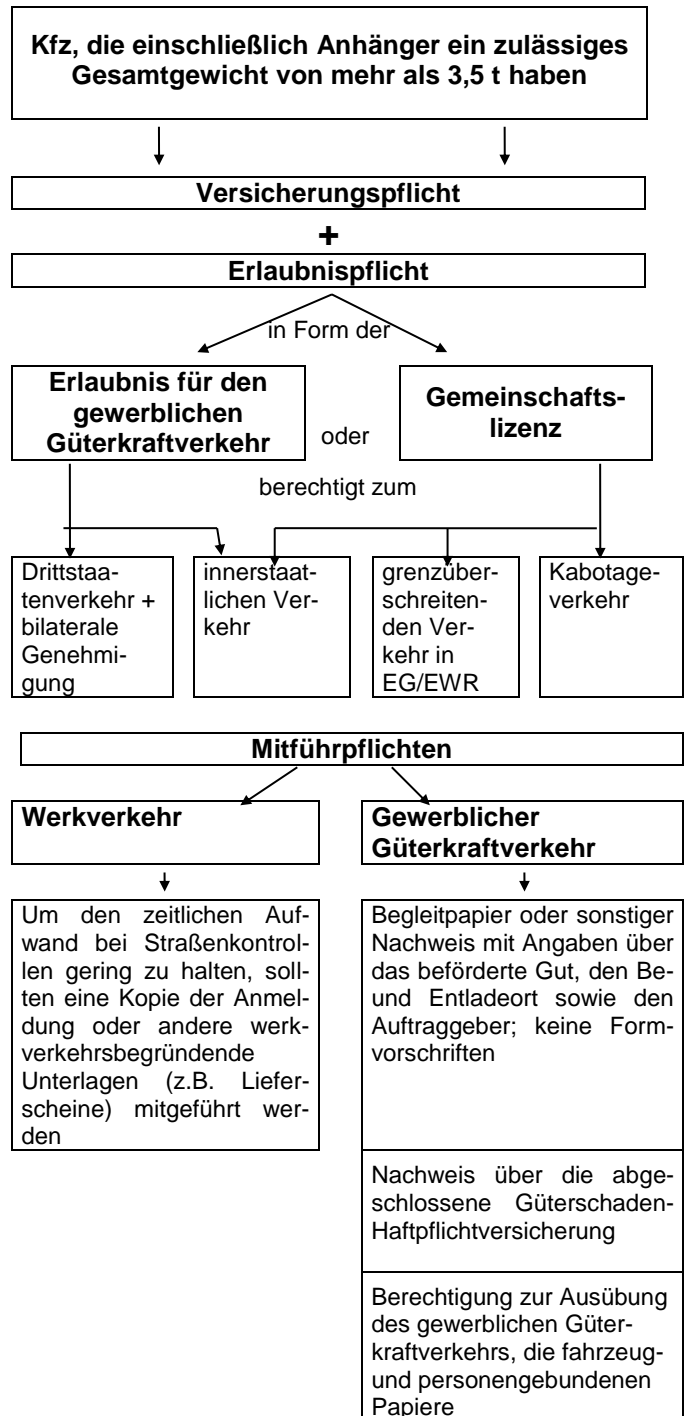 Kfz, die einschließlich Anhänger ein zulässiges
Gesamtgewicht von mehr als 3,5 t haben
Versicherungspflicht
+
Erlaubnispflicht
in Form der
Erlaubnis für den
gewerblichen
Güterkraftverkehr
oder
Gemeinschafts-
lizenz
berechtigt zum
Drittstaa-
tenverkehr +
bilaterale
Genehmi-
gung
innerstaat-
lichen Ver-
kehr
grenzüber-
schreiten-
den Ver-
kehr in
EG/EWR
Kabotage-
verkehr
Mitführpflichten
Werkverkehr
Gewerblicher
Güterkraftverkehr
Um den zeitlichen Auf-
wand bei Straßenkontrol-
len gering zu halten, soll-
ten eine Kopie der Anmel-
dung oder andere werk-
verkehrsbegründende
Unterlagen (z.B. Liefer-
scheine) mitgeführt wer-
den
Begleitpapier oder sonstiger
Nachweis mit Angaben über
das beförderte Gut, den Be-
und Entladeort sowie den
Auftraggeber; keine Form-
vorschriften
Nachweis über die abge-
schlossene Güterschaden-
Haftpflichtversicherung
Berechtigung zur Ausübung
des gewerblichen Güter-
kraftverkehrs, die fahrzeug-
und personengebundenen
Papiere